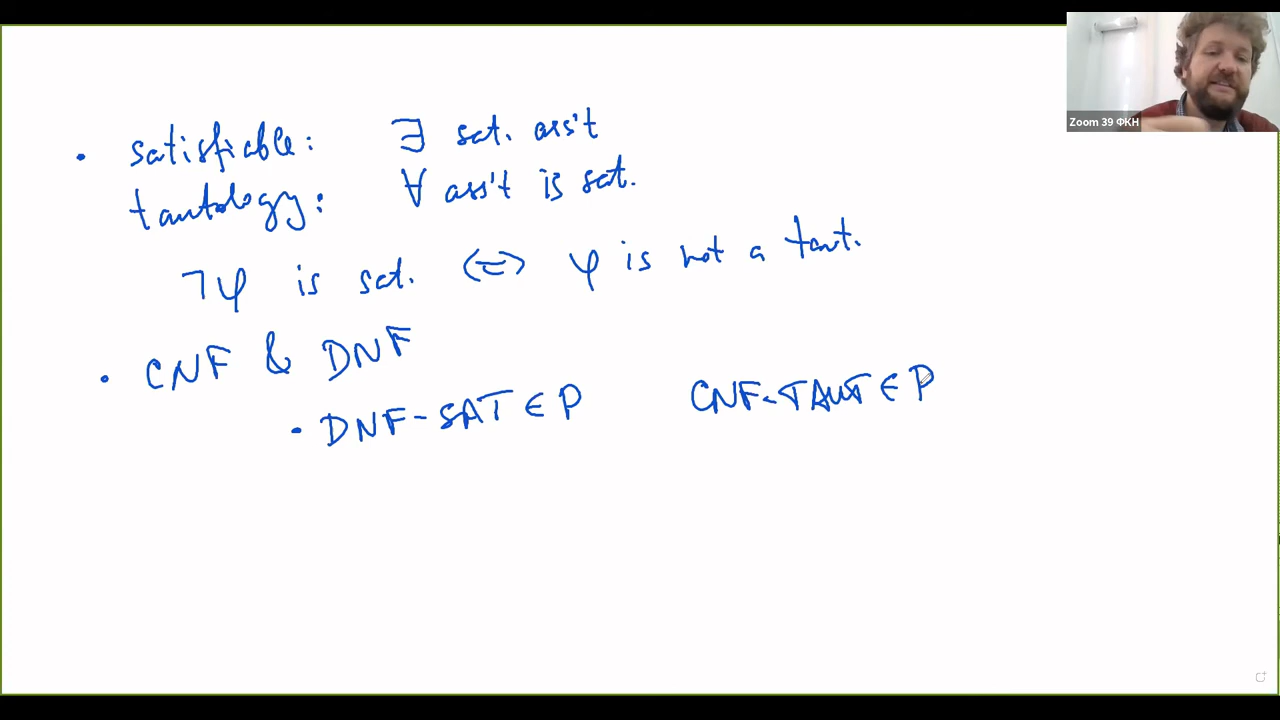 • satisfiable: ∃ sat. ass't
tautology: ∀ ass't is sat.
¬φ is sat. (=) φ is not a taut.
• CNF & DNF
• DNF-SAT ∈ P CNF-TAUT ∈ P
Zoom 39 ФКН